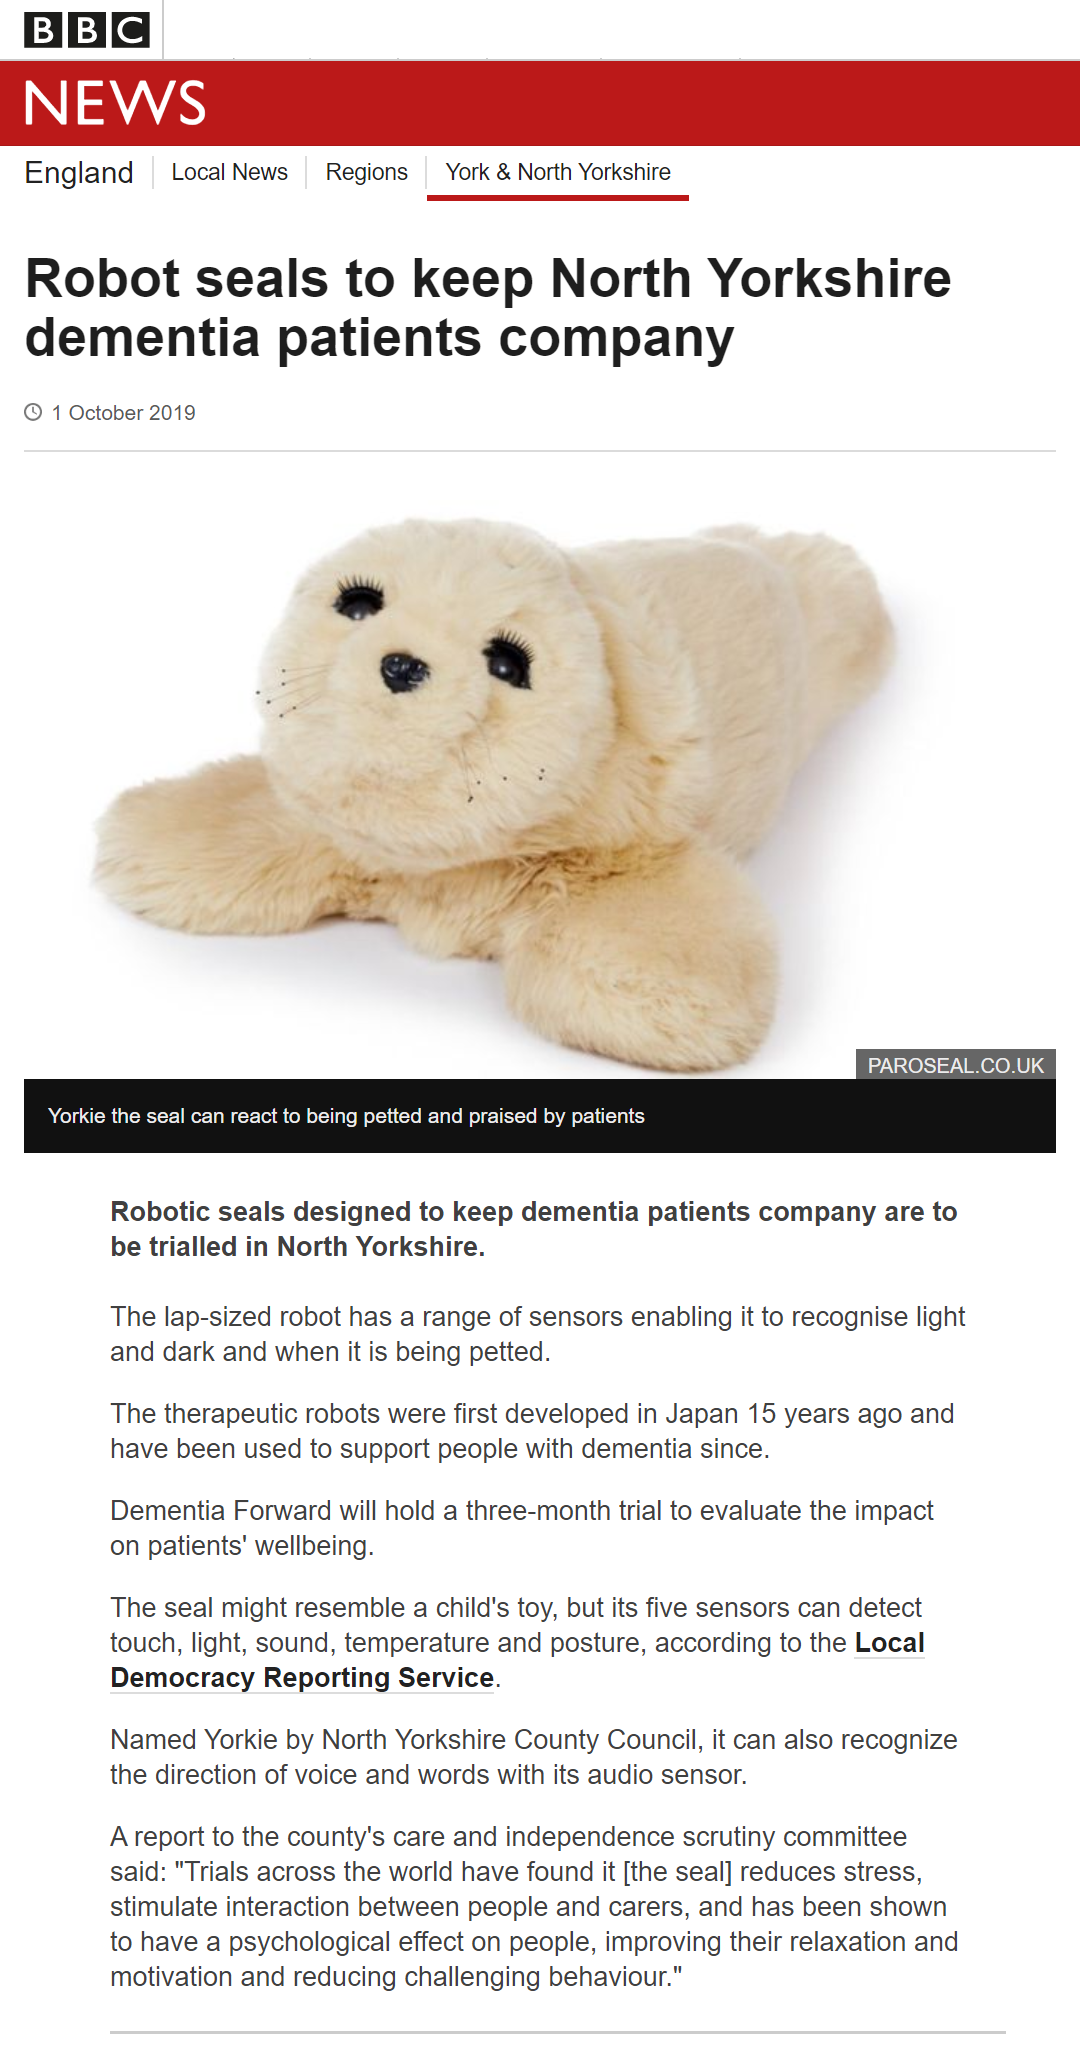 BBC
NEWS
England
Local News
Regions
York & North Yorkshire
Robot seals to keep North Yorkshire
dementia patients company
1 October 2019
PAROSEAL.CO.UK
Yorkie the seal can react to being petted and praised by patients
Robotic seals designed to keep dementia patients company are to
be trialled in North Yorkshire.
The lap-sized robot has a range of sensors enabling it to recognise light
and dark and when it is being petted.
The therapeutic robots were first developed in Japan 15 years ago and
have been used to support people with dementia since.
Dementia Forward will hold a three-month trial to evaluate the impact
on patients' wellbeing.
The seal might resemble a child's toy, but its five sensors can detect
touch, light, sound, temperature and posture, according to the Local
Democracy Reporting Service.
Named Yorkie by North Yorkshire County Council, it can also recognize
the direction of voice and words with its audio sensor.
A report to the county's care and independence scrutiny committee
said: "Trials across the world have found it [the seal] reduces stress,
stimulate interaction between people and carers, and has been shown
to have a psychological effect on people, improving their relaxation and
motivation and reducing challenging behaviour."